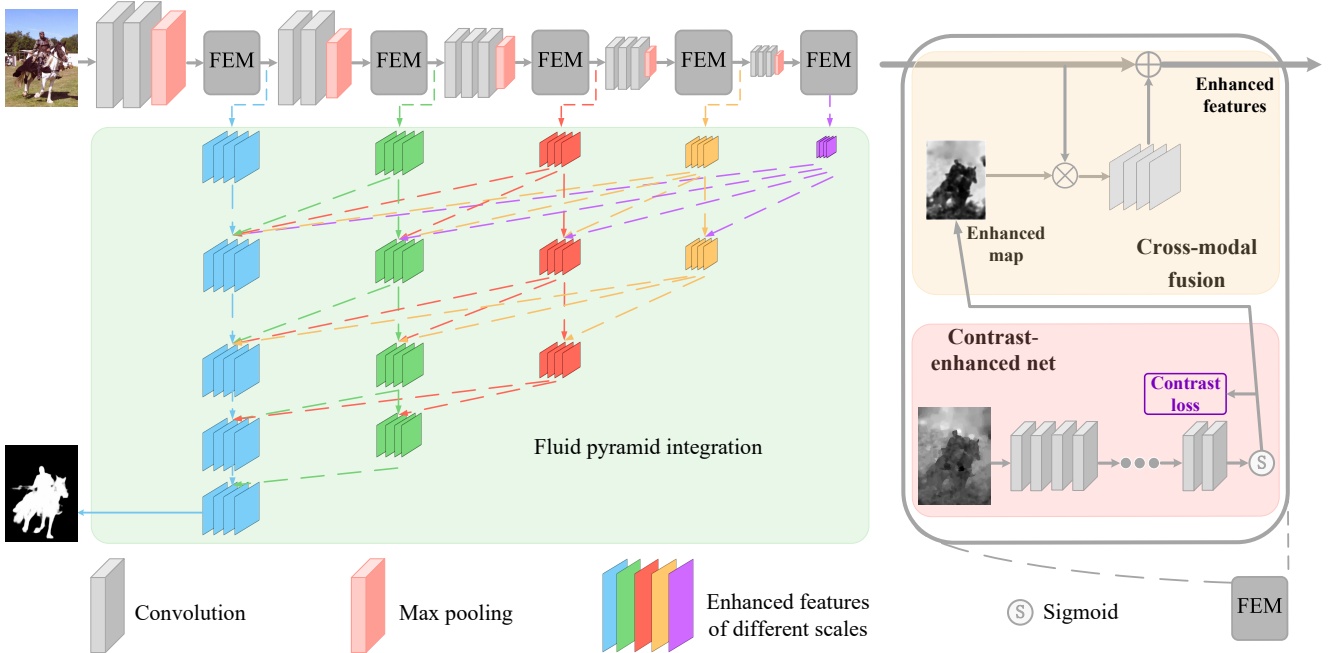 FEM
FEM
FEM
FEM
FEM
Enhanced
features
Enhanced
map
Cross-modal
fusion
Contrast-
enhanced net
Contrast
loss
S
Fluid pyramid integration
Convolution
Max pooling
Enhanced features
of different scales
S
Sigmoid
FEM